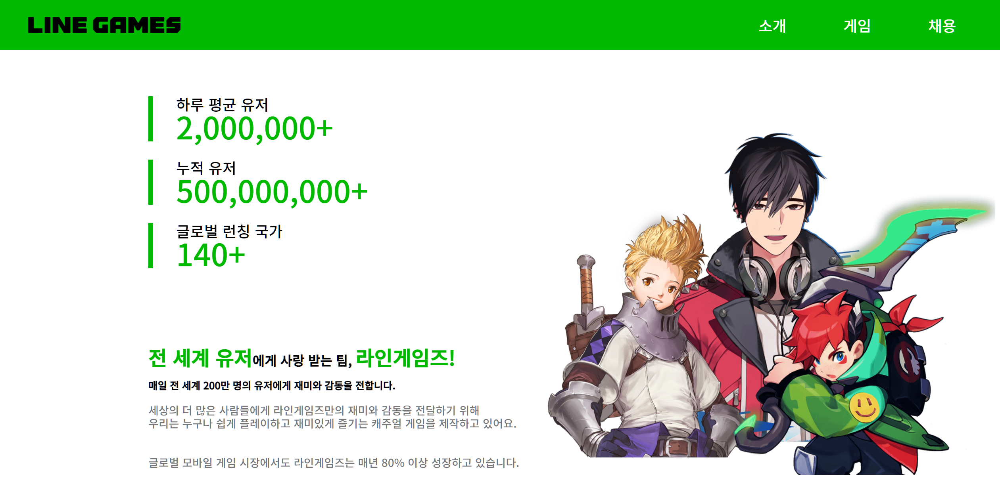 LINE GAMES
소개 게임 채용
하루 평균 유저
2,000,000+
누적 유저
500,000,000+
글로벌 런칭 국가
140+
전 세계 유저에게 사랑 받는 팀, 라인게임즈!
매일 전 세계 200만 명의 유저에게 재미와 감동을 전합니다.
세상의 더 많은 사람들에게 라인게임즈만의 재미와 감동을 전달하기 위해
우리는 누구나 쉽게 플레이하고 재미있게 즐기는 캐주얼 게임을 제작하고 있어요.
글로벌 모바일 게임 시장에서도 라인게임즈는 매년 80% 이상 성장하고 있습니다.